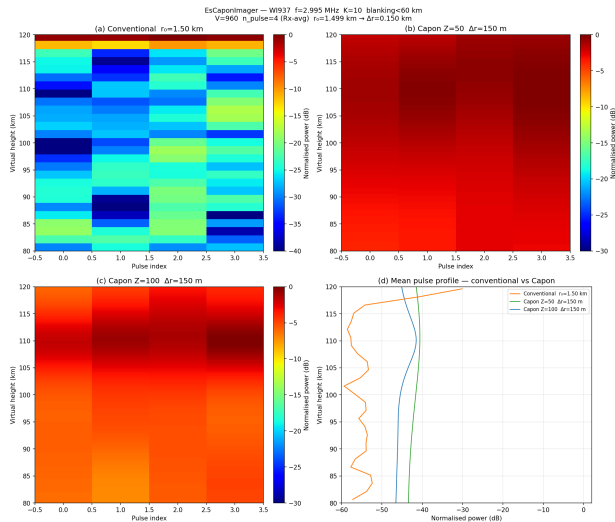 EsCaponImager — WI937 f=2.995 MHz K=10 blanking<60 km
V=960 n_pulse=4 (Rx-avg) r₀=1.499 km → Δr=0.150 km
(a) Conventional r₀=1.50 km
Virtual height (km)
120
115
110
105
100
95
90
85
80
−0.5 0.0 0.5 1.0 1.5 2.0 2.5 3.0 3.5
Pulse index
0
−5
−10
−15
−20
−25
−30
−35
−40
Normalised power (dB)
(b) Capon Z=50 Δr=150 m
Virtual height (km)
120
115
110
105
100
95
90
85
80
−0.5 0.0 0.5 1.0 1.5 2.0 2.5 3.0 3.5
Pulse index
0
−5
−10
−15
−20
−25
−30
Normalised power (dB)
(c) Capon Z=100 Δr=150 m
Virtual height (km)
120
115
110
105
100
95
90
85
80
−0.5 0.0 0.5 1.0 1.5 2.0 2.5 3.0 3.5
Pulse index
0
−5
−10
−15
−20
−25
−30
Normalised power (dB)
(d) Mean pulse profile — conventional vs Capon
Conventional r₀=1.50 km
Capon Z=50 Δr=150 m
Capon Z=100 Δr=150 m
Virtual height (km)
120
115
110
105
100
95
90
85
80
−60 −50 −40 −30 −20 −10 0
Normalised power (dB)